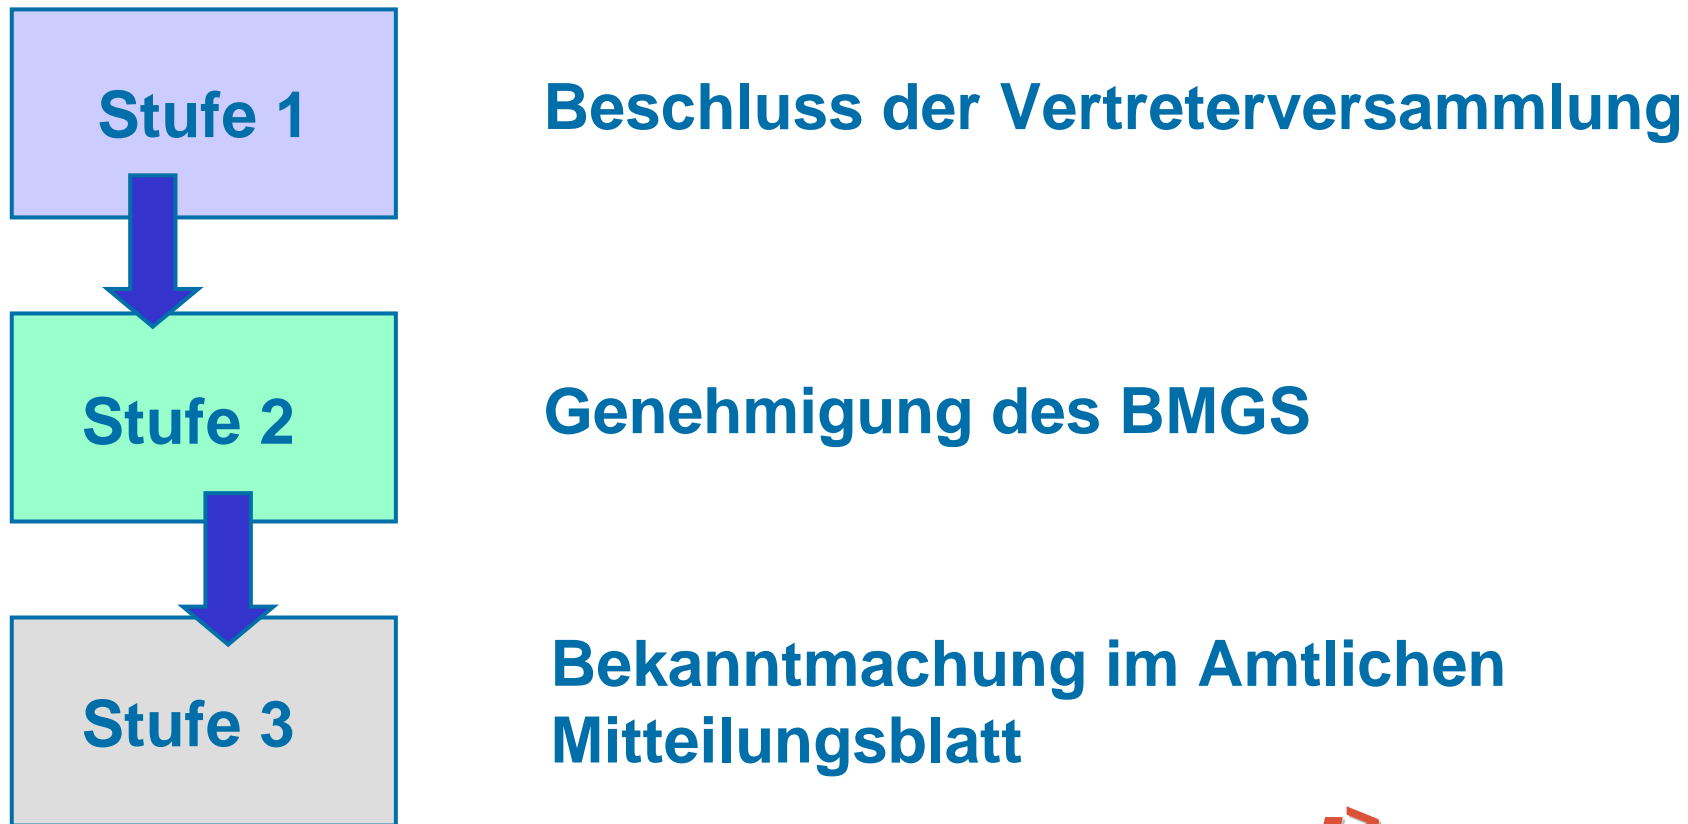 Stufe 1
Beschluss der Vertreterversammlung
Stufe 2
Genehmigung des BMGS
Stufe 3
Bekanntmachung im Amtlichen
Mitteilungsblatt